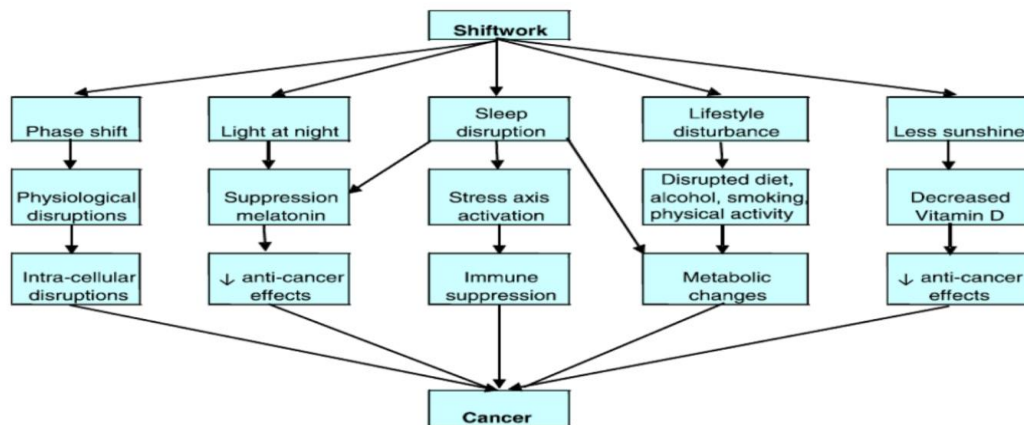 Shiftwork
Phase shift
Light at night
Sleep
disruption
Lifestyle
disturbance
Less sunshine
Physiological
disruptions
Suppression
melatonin
Stress axis
activation
Disrupted diet,
alcohol, smoking,
physical activity
Decreased
Vitamin D
Intra-cellular
disruptions
↓ anti-cancer
effects
Immune
suppression
Metabolic
changes
↓ anti-cancer
effects
Cancer